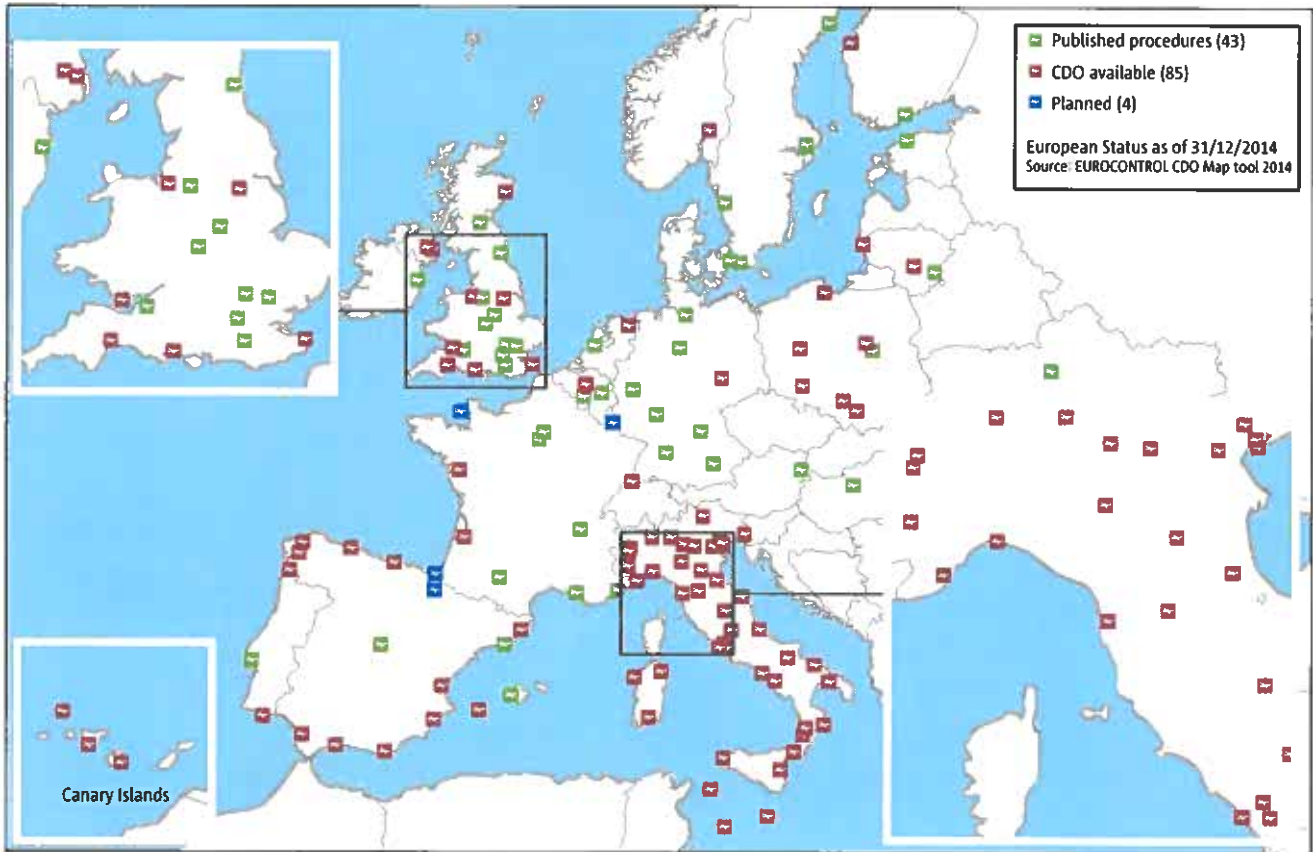 Published procedures (43)
CDO available (85)
Planned (4)
European Status as of 31/12/2014
Source: EUROCONTROL CDO Map tool 2014
Canary Islands